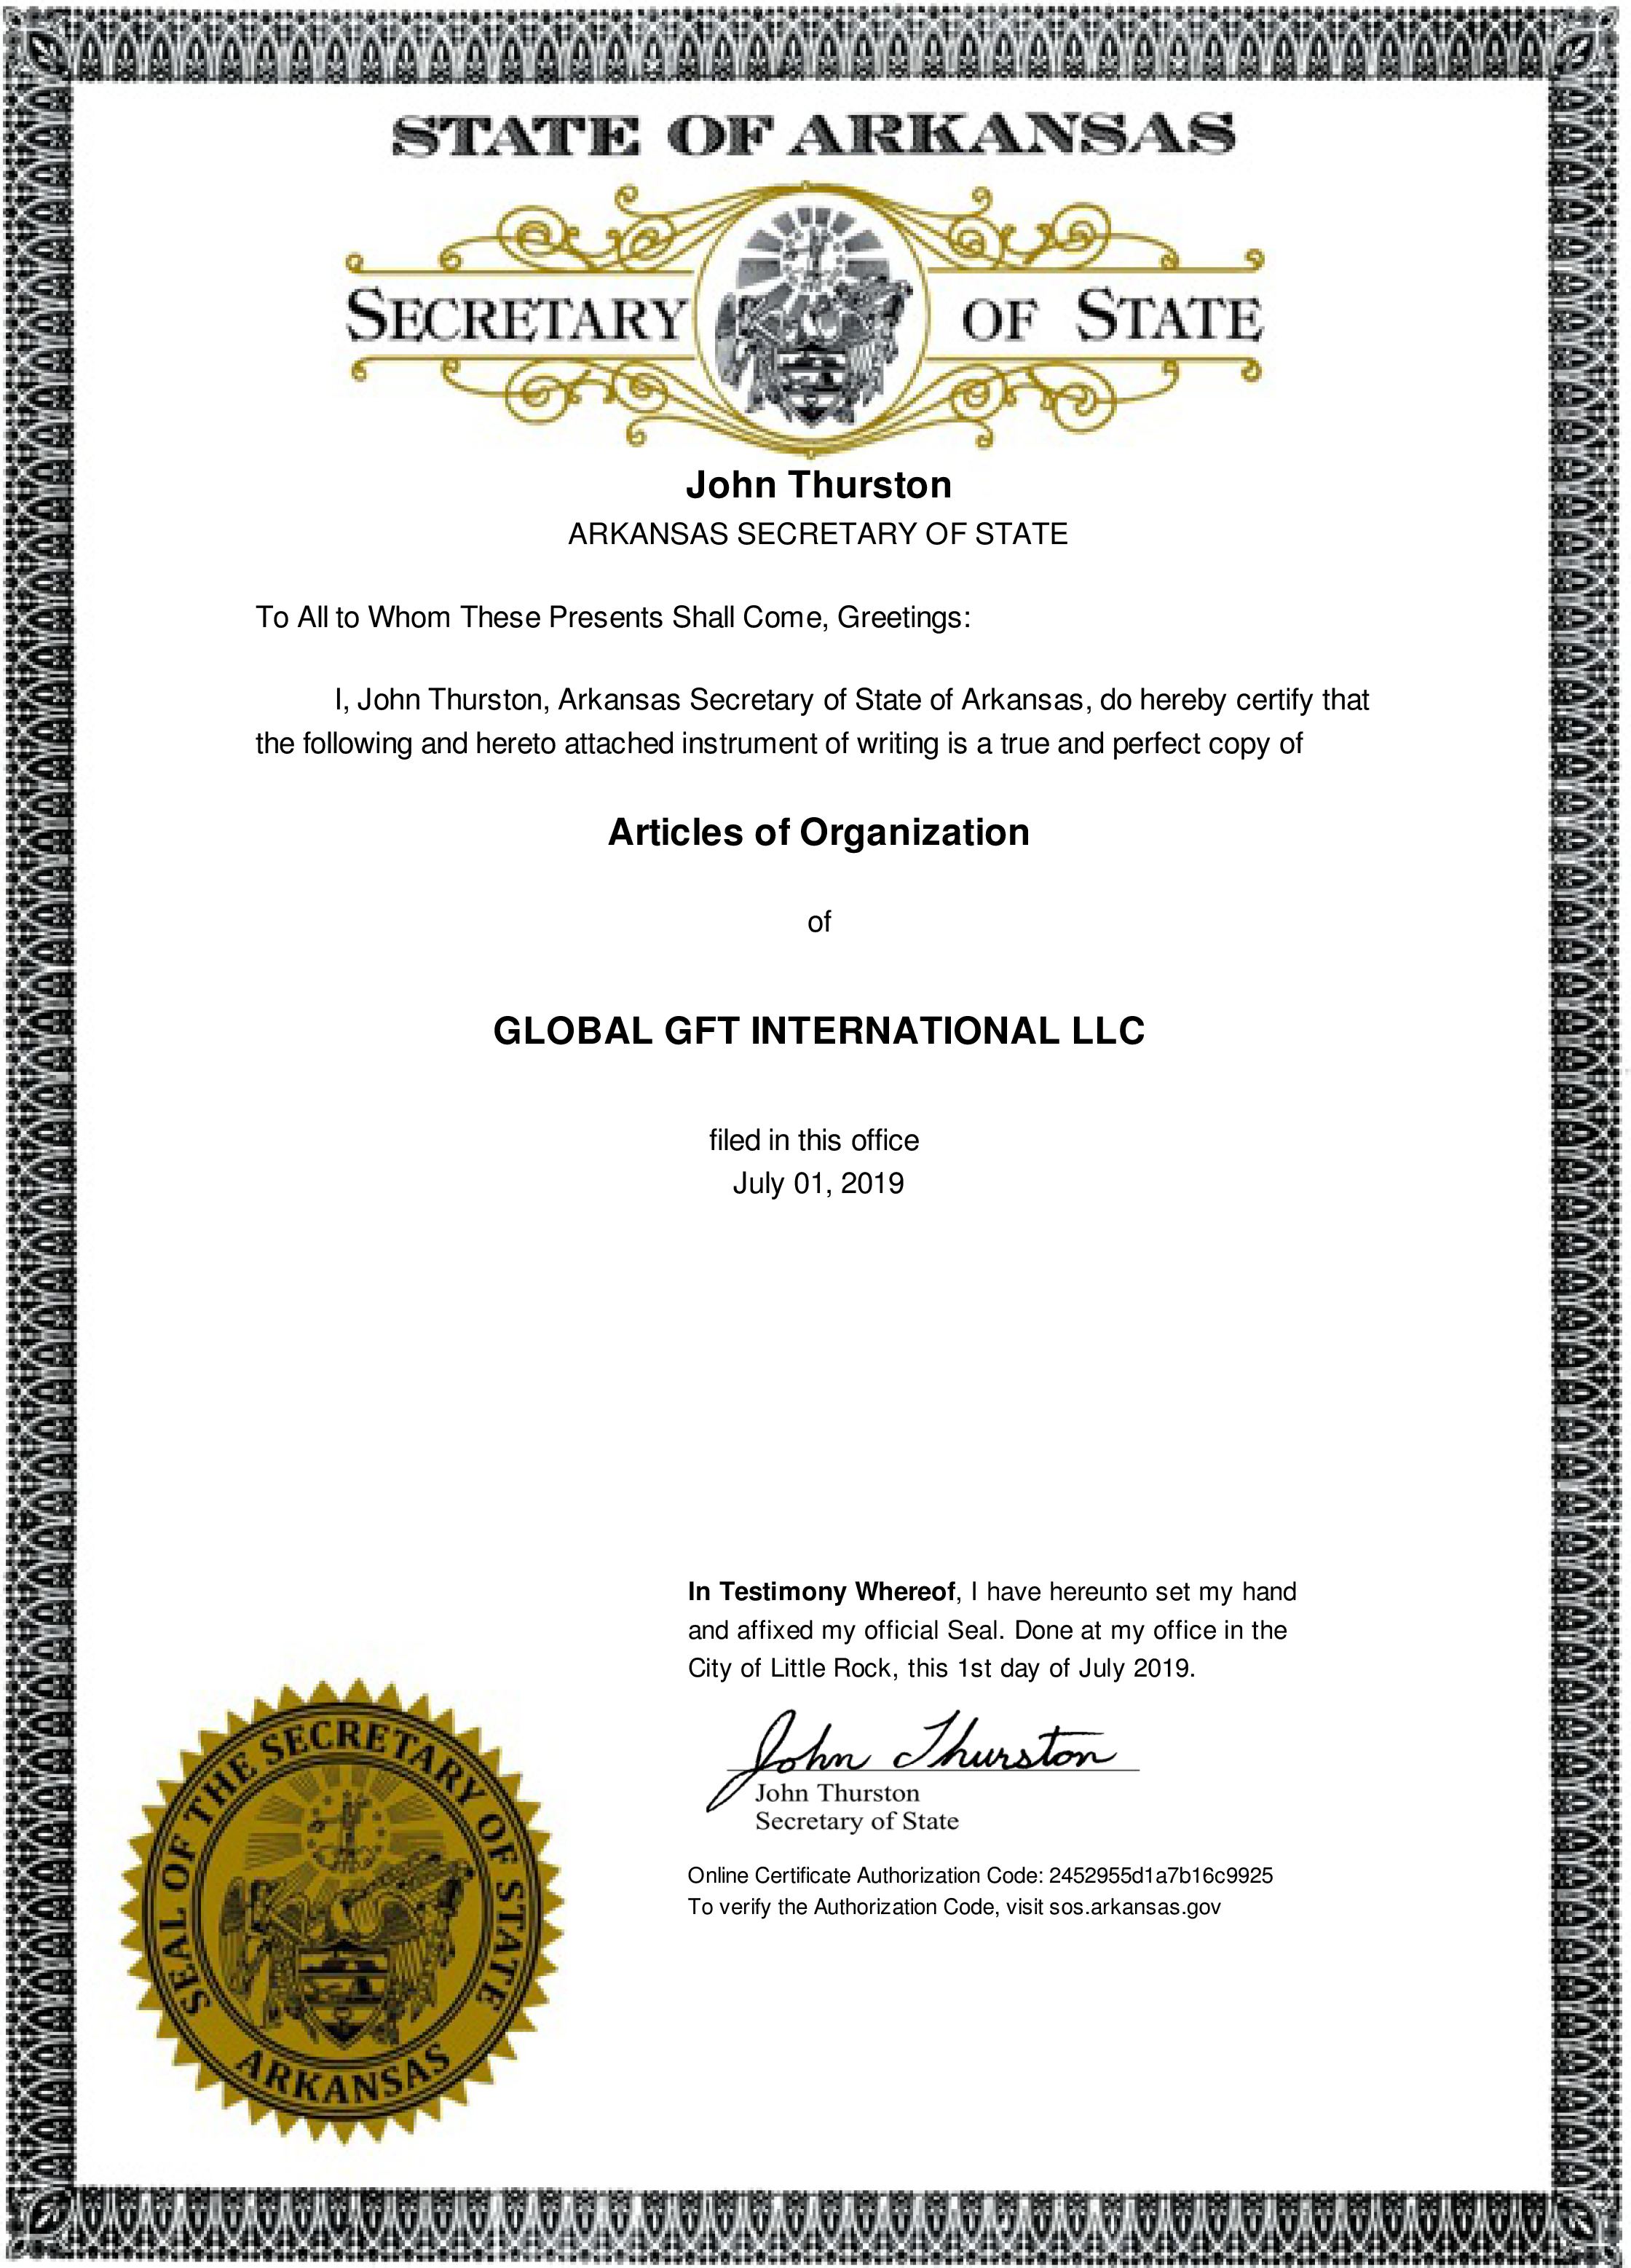 STATE OF ARKANSAS
SECRETARY OF STATE
John Thurston
ARKANSAS SECRETARY OF STATE
To All to Whom These Presents Shall Come, Greetings:
I, John Thurston, Arkansas Secretary of State of Arkansas, do hereby certify that
the following and hereto attached instrument of writing is a true and perfect copy of
Articles of Organization
of
GLOBAL GFT INTERNATIONAL LLC
filed in this office
July 01, 2019
In Testimony Whereof, I have hereunto set my hand
and affixed my official Seal. Done at my office in the
City of Little Rock, this 1st day of July 2019.
John Thurston
John Thurston
Secretary of State
Online Certificate Authorization Code: 2452955d1a7b16c9925
To verify the Authorization Code, visit sos.arkansas.gov
SEAL OF THE SECRETARY OF STATE
ARKANSAS